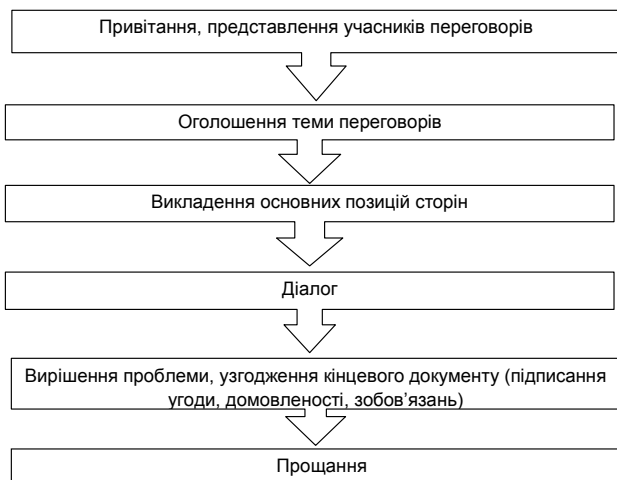 Привітання, представлення учасників переговорів
Оголошення теми переговорів
Викладення основних позицій сторін
Діалог
Вирішення проблеми, узгодження кінцевого документу (підписання
угоди, домовленості, зобов’язань)
Прощання